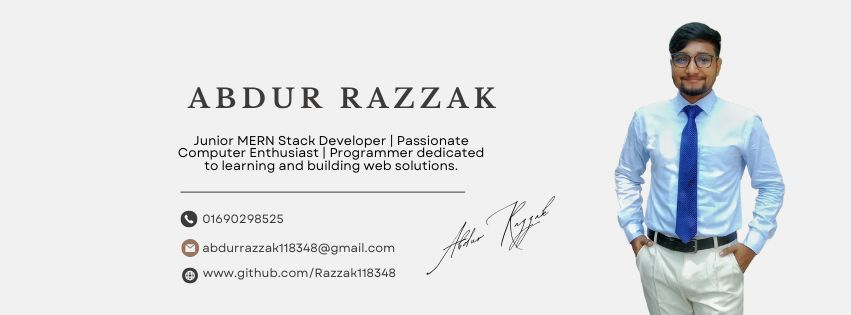 ABDUR RAZZAK
Junior MERN Stack Developer | Passionate
Computer Enthusiast | Programmer dedicated
to learning and building web solutions.
01690298525
abdurrazzak118348@gmail.com
www.github.com/Razzak118348
Abdur Razzak